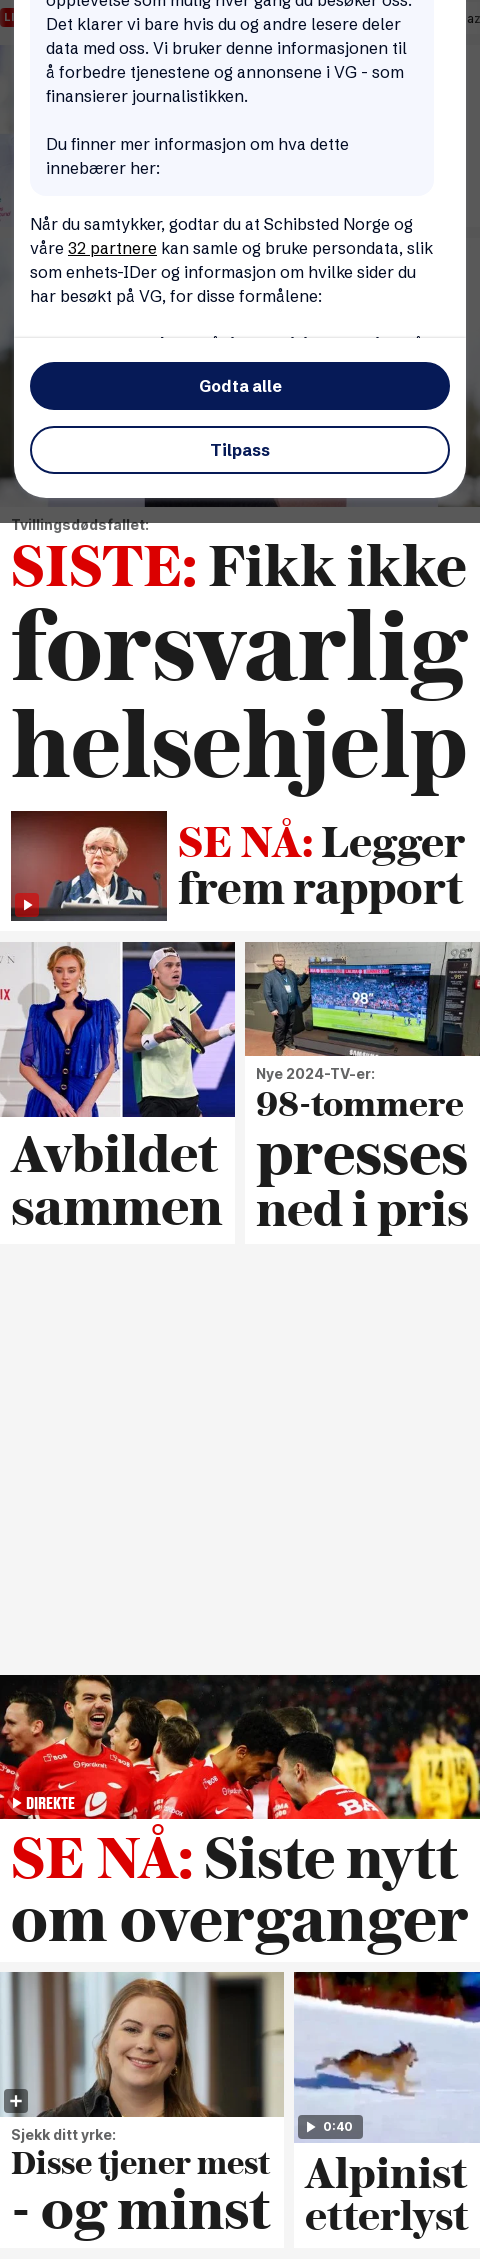 opplevelse som mulig hver gang du besøker oss.
Det klarer vi bare hvis du og andre lesere deler
data med oss. Vi bruker denne informasjonen til
å forbedre tjenestene og annonsene i VG - som
finansierer journalistikken.
Du finner mer informasjon om hva dette
innebærer her:
Når du samtykker, godtar du at Schibsted Norge og
våre 32 partnere kan samle og bruke persondata, slik
som enhets-IDer og informasjon om hvilke sider du
har besøkt på VG, for disse formålene:
Godta alle
Tilpass
Tvillingsdødsfallet:
SISTE: Fikk ikke
forsvarlig
helsehjelp
SE NÅ: Legger
frem rapport
Avbildet
sammen
98"
Nye 2024-TV-er:
98-tommere
presses
ned i pris
DIREKTE
SE NÅ: Siste nytt
om overganger
Sjekk ditt yrke:
Disse tjener mest
- og minst
0:40
Alpinist
etterlyst